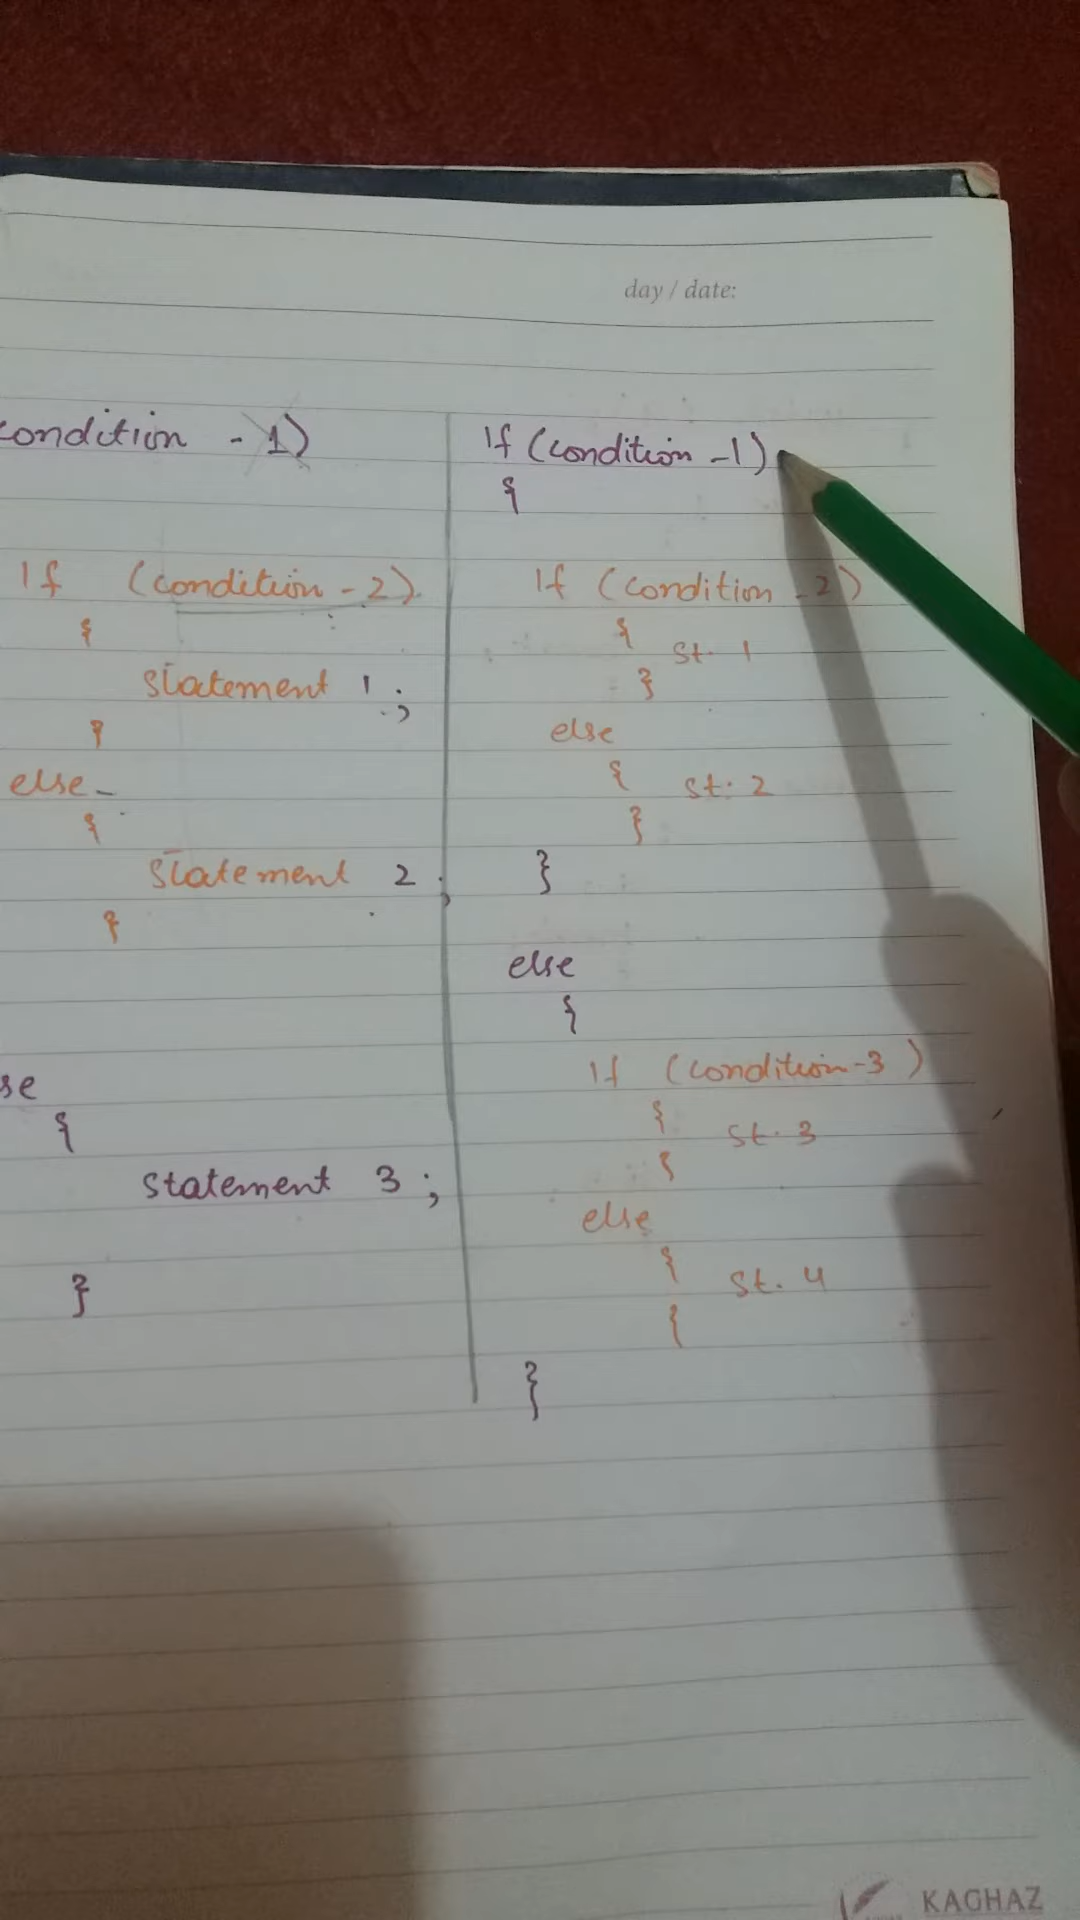 day / date:
condition - 1)
If (condition - 2)
{
statement 1 ;
}
else -
{
statement 2 ;
}
se
{
statement 3 ;
}
If (condition -1)
{
If (condition - 2)
{
st. 1
}
else
{ st. 2
}
}
else
{
If (condition-3 )
{
st. 3
}
else
{
st. 4
{
}
KAGHAZ